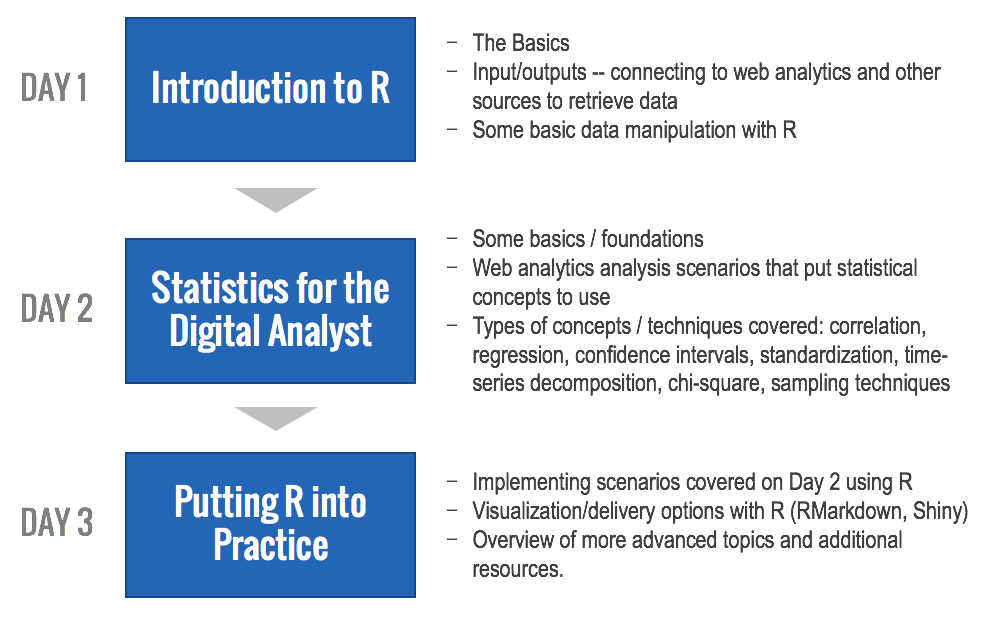 DAY 1
Introduction to R
– The Basics
– Input/outputs -- connecting to web analytics and other
sources to retrieve data
– Some basic data manipulation with R
DAY 2
Statistics for the
Digital Analyst
– Some basics / foundations
– Web analytics analysis scenarios that put statistical
concepts to use
– Types of concepts / techniques covered: correlation,
regression, confidence intervals, standardization, time-
series decomposition, chi-square, sampling techniques
DAY 3
Putting R into
Practice
– Implementing scenarios covered on Day 2 using R
– Visualization/delivery options with R (RMarkdown, Shiny)
– Overview of more advanced topics and additional
resources.